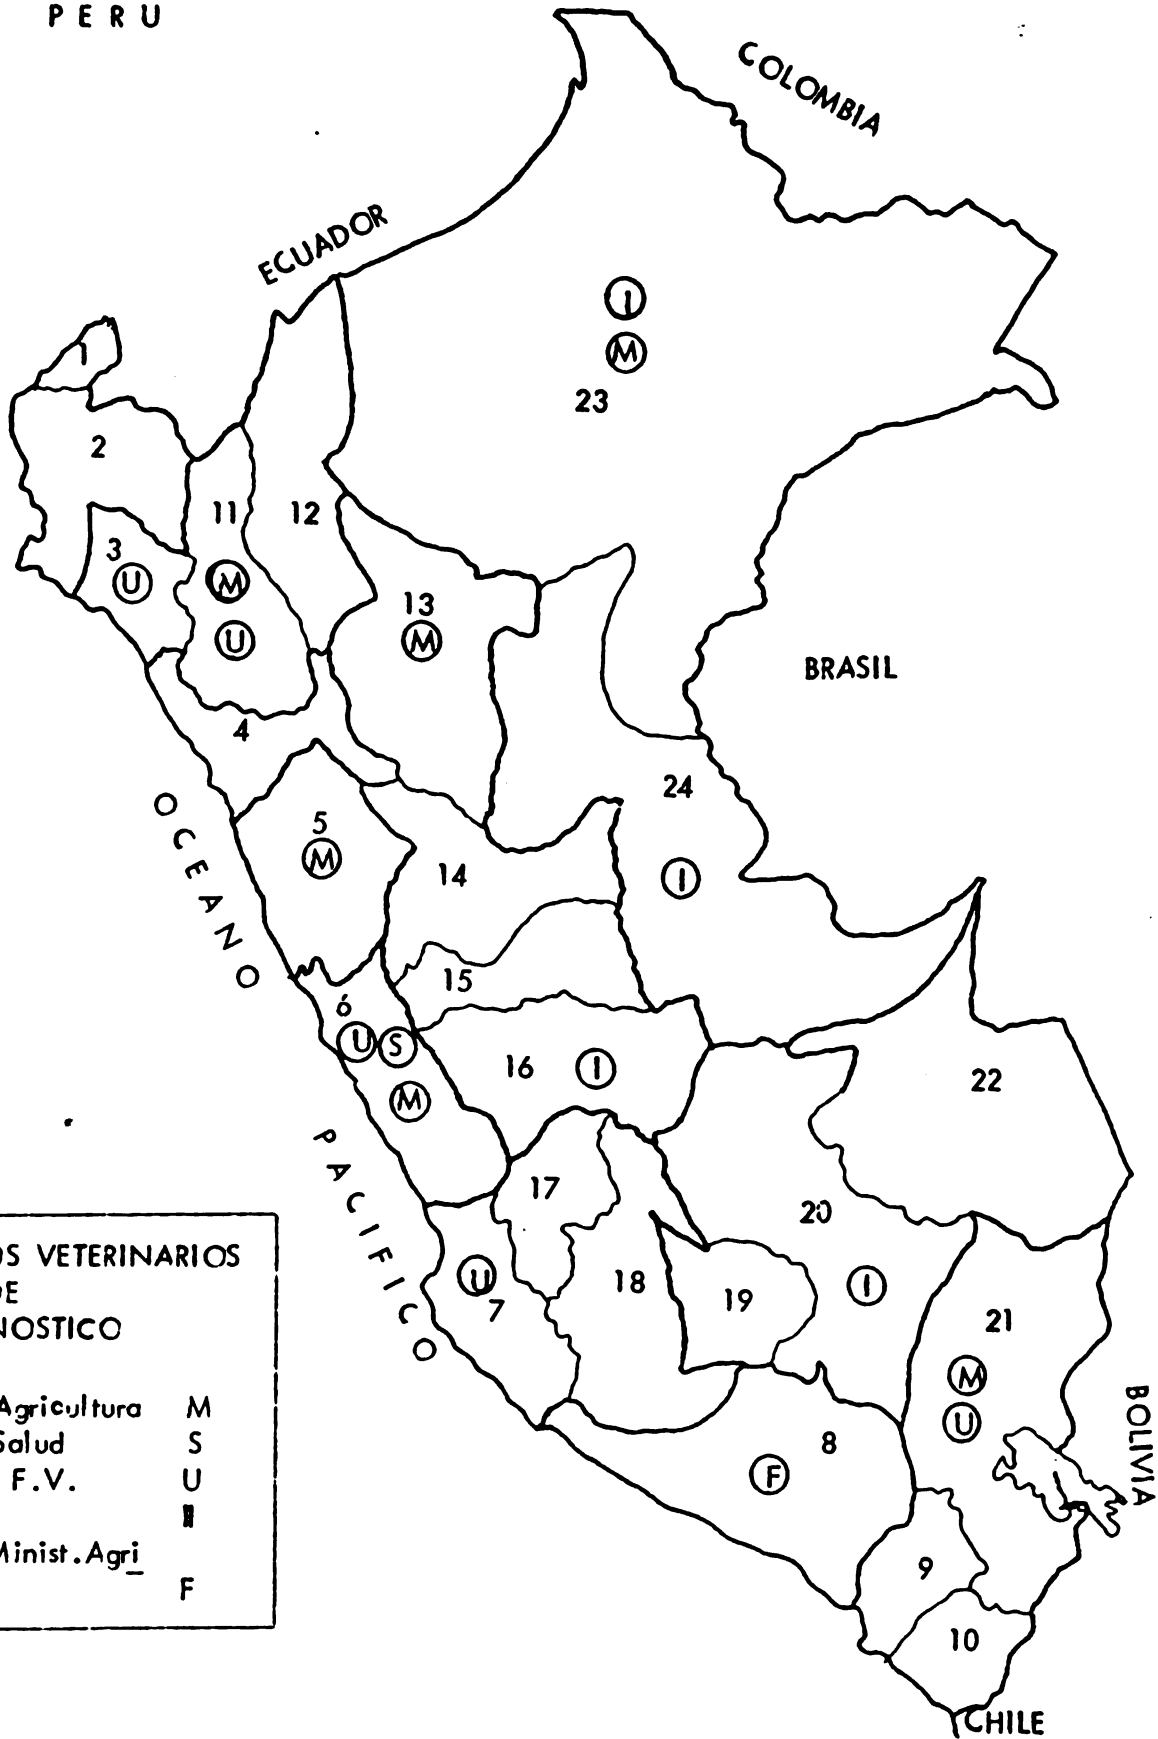 PERU
COLOMBIA
ECUADOR
I
M
23
1
2
11
12
3
U
M
U
13
M
BRASIL
4
24
5
M
14
I
OCEANO
15
6
U S
M
16
I
22
PACIFICO
17
20
U
7
18
19
I
21
M
U
BOLIVIA
8
F
9
10
CHILE
OS VETERINARIOS
DE
NOSTICO
Agricultura M
Salud S
F.V. U
Minist.Agri
F